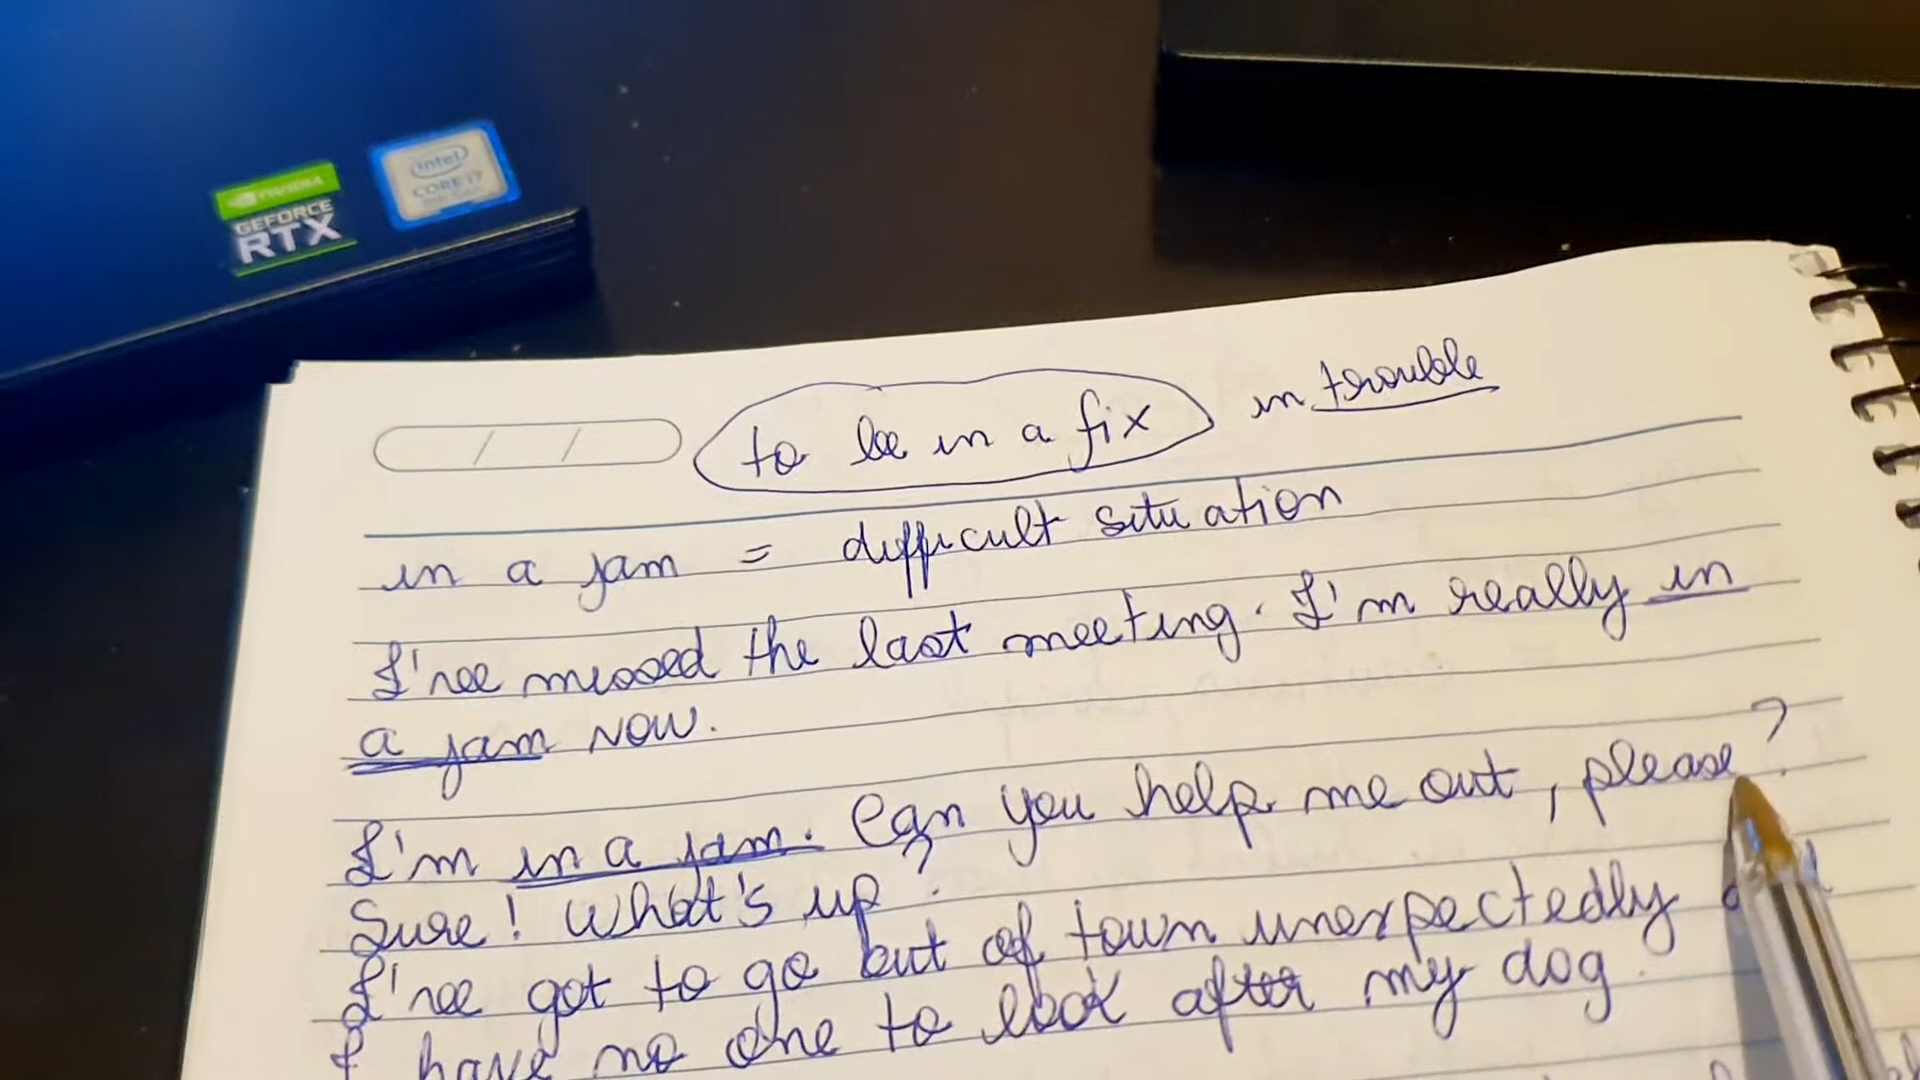 NVIDIA
GEFORCE
RTX
intel
CORE i7
to be in a fix in trouble
in a jam = difficult situation
I've missed the last meeting. I'm really in
a jam now.
I'm in a jam. Can you help me out, please?
Sure! What's up?
I've got to go out of town unexpectedly
I have no one to look after my dog.